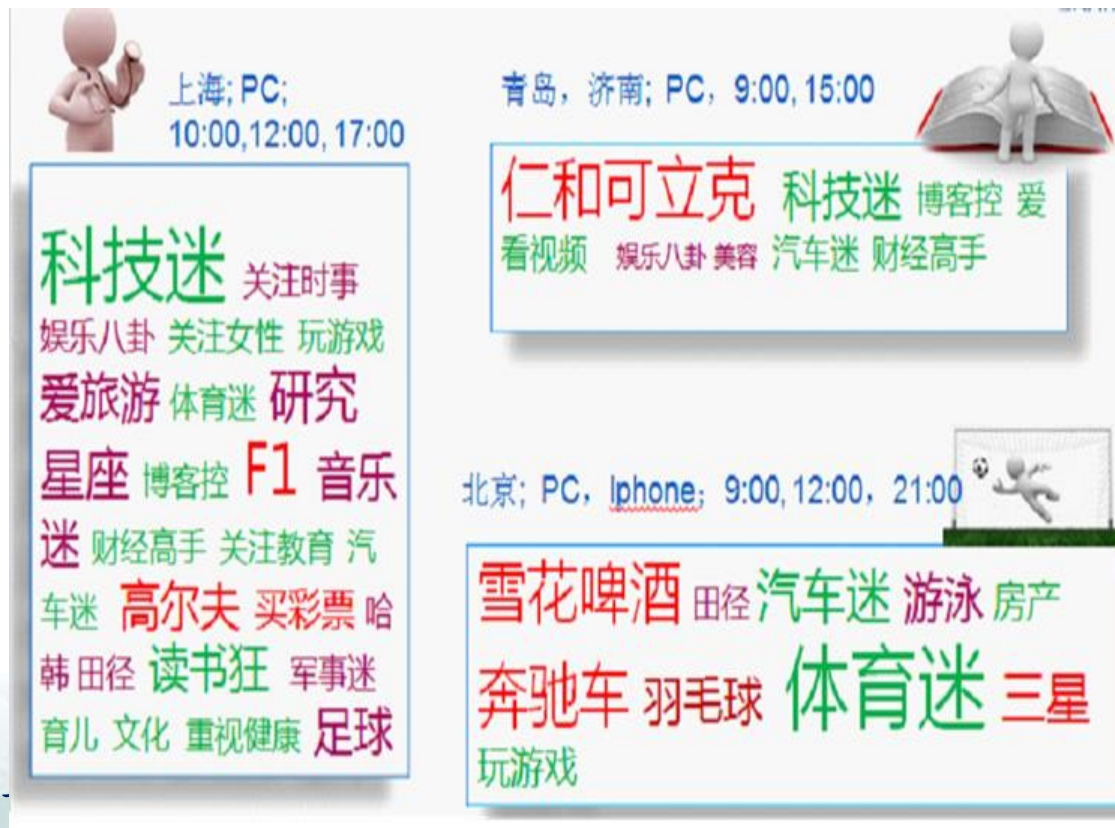 上海; PC;
10:00,12:00, 17:00
科技迷 关注时事
娱乐八卦 关注女性 玩游戏
爱旅游 体育迷 研究
星座 博客控 F1 音乐
迷 财经高手 关注教育 汽
车迷 高尔夫 买彩票 哈
韩 田径 读书狂 军事迷
育儿 文化 重视健康 足球
青岛，济南; PC，9:00, 15:00
仁和可立克 科技迷 博客控 爱
看视频 娱乐八卦 美容 汽车迷 财经高手
北京; PC，Iphone；9:00, 12:00，21:00
雪花啤酒 田径 汽车迷 游泳 房产
奔驰车 羽毛球 体育迷 三星
玩游戏